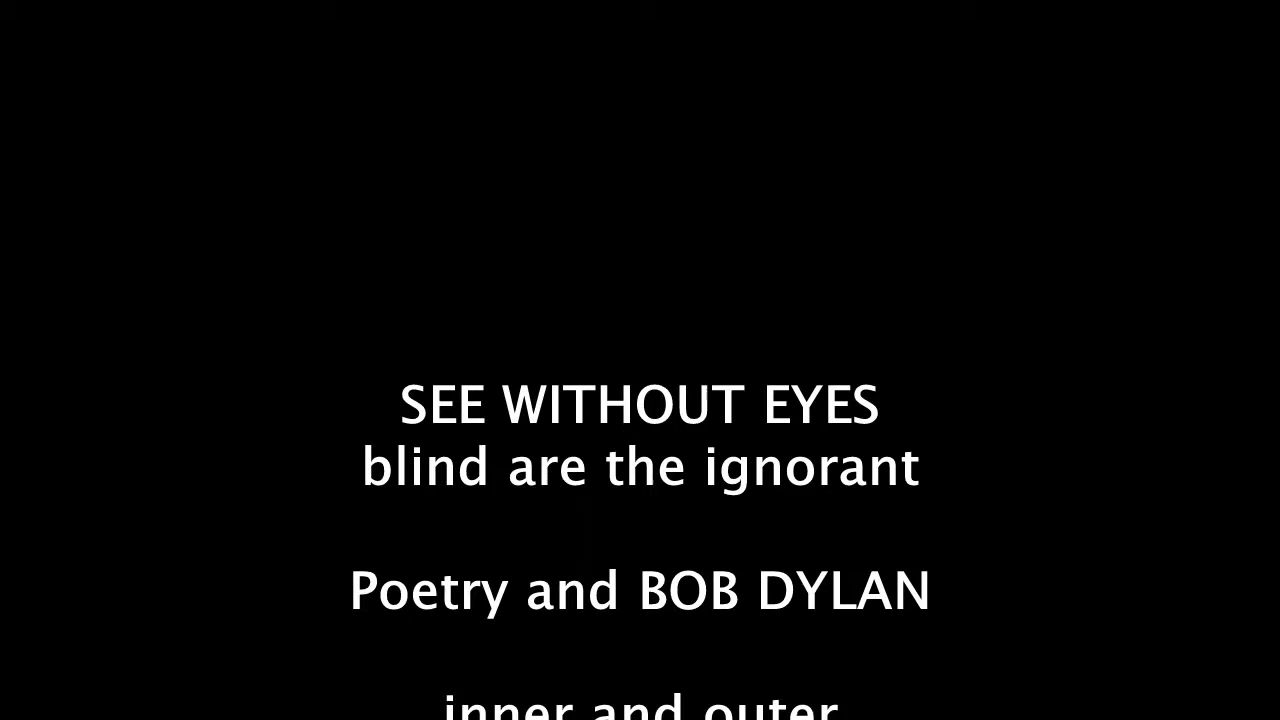 SEE WITHOUT EYES
blind are the ignorant
Poetry and BOB DYLAN
inner and outer